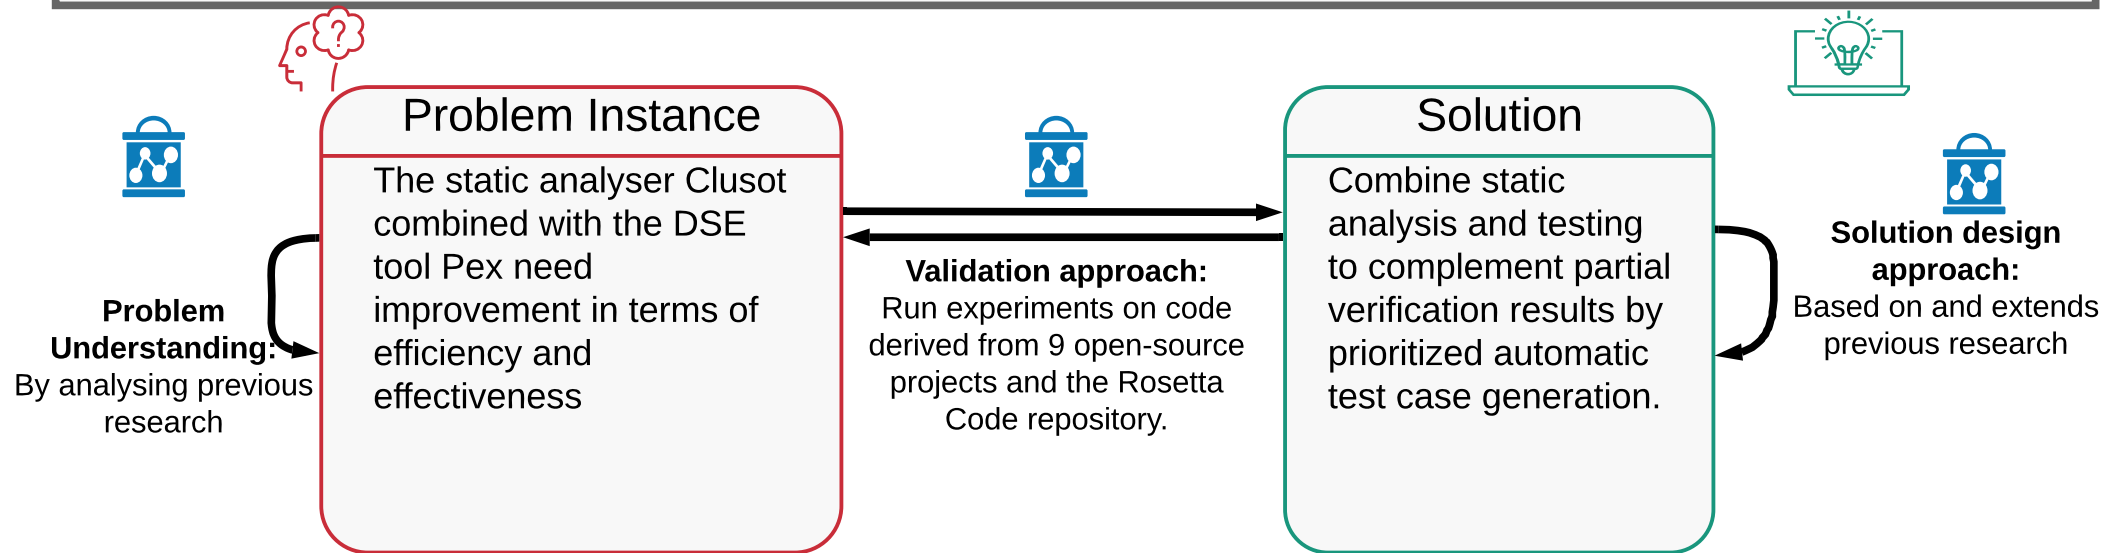 Problem Instance
The static analyser Clusot
combined with the DSE
tool Pex need
improvement in terms of
efficiency and
effectiveness
Problem
Understanding:
By analysing previous
research
Validation approach:
Run experiments on code
derived from 9 open-source
projects and the Rosetta
Code repository.
Solution
Combine static
analysis and testing
to complement partial
verification results by
prioritized automatic
test case generation.
Solution design
approach:
Based on and extends
previous research